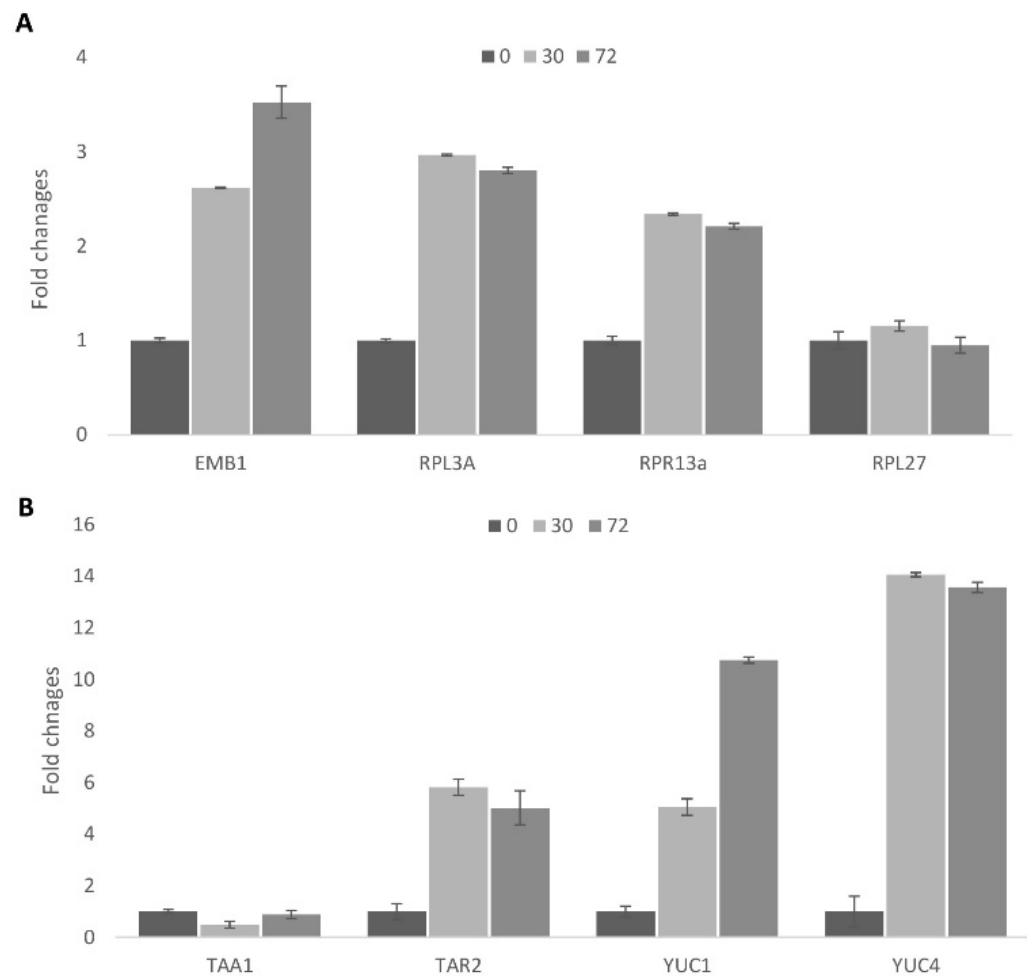 A
0 30 72
4
3
2
1
0
Fold chanages
EMB1 RPL3A RPR13a RPL27
B
0 30 72
16
14
12
10
8
6
4
2
0
Fold chnages
TAA1 TAR2 YUC1 YUC4